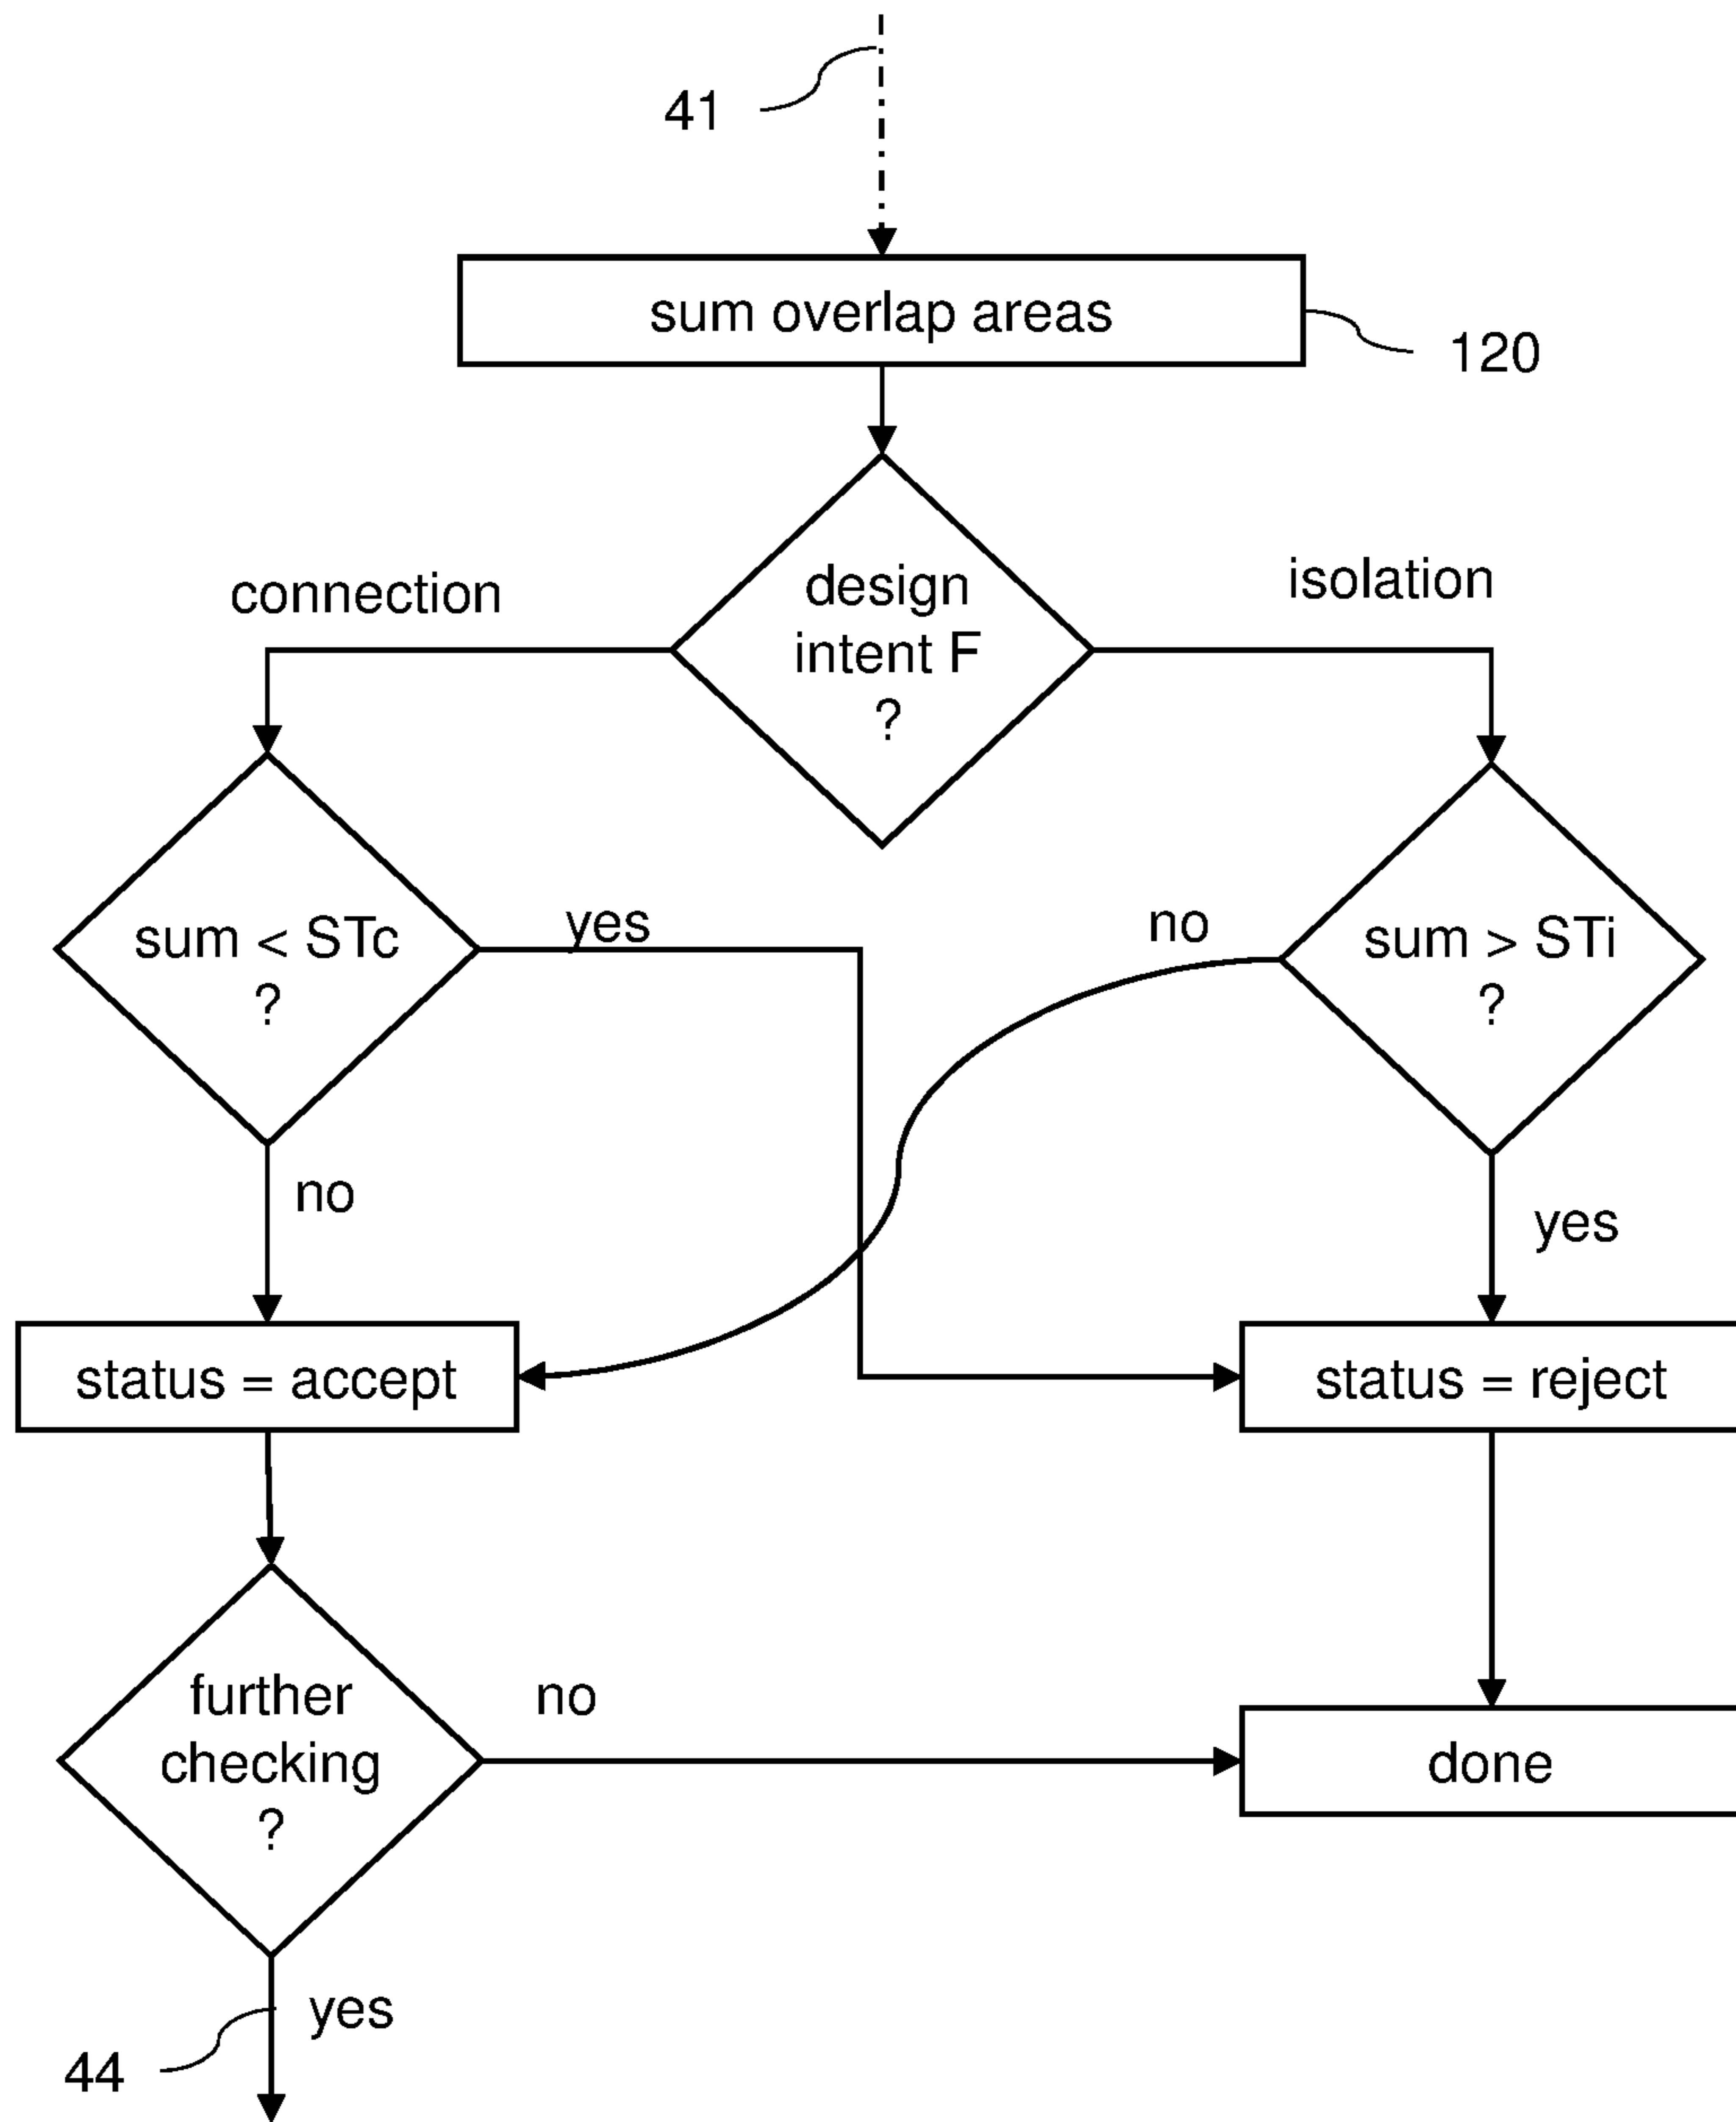 41
sum overlap areas
120
design
intent F
?
connection
isolation
sum < STc
?
yes
no
sum > STi
?
no
yes
status = accept
status = reject
further
checking
?
no
done
yes
44